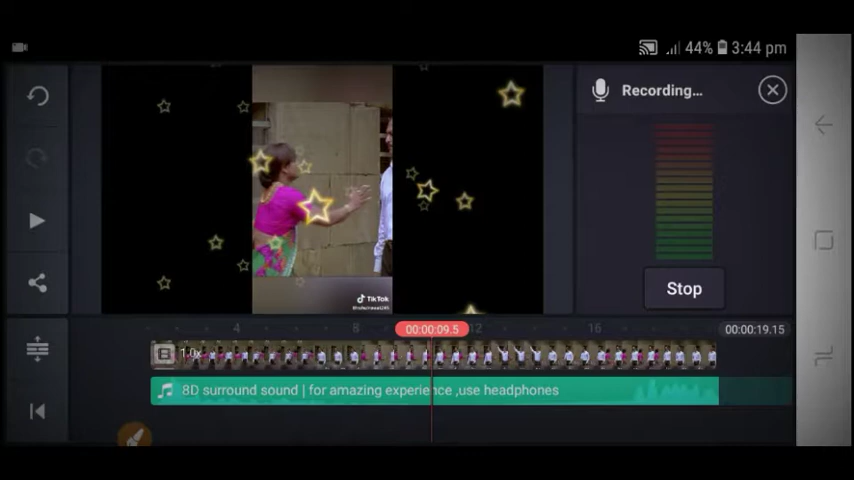 44% 3:44 pm
Recording...
Stop
TikTok
4 8 12 16
00:00:09.5
00:00:19.15
1.0x
8D surround sound | for amazing experience ,use headphones